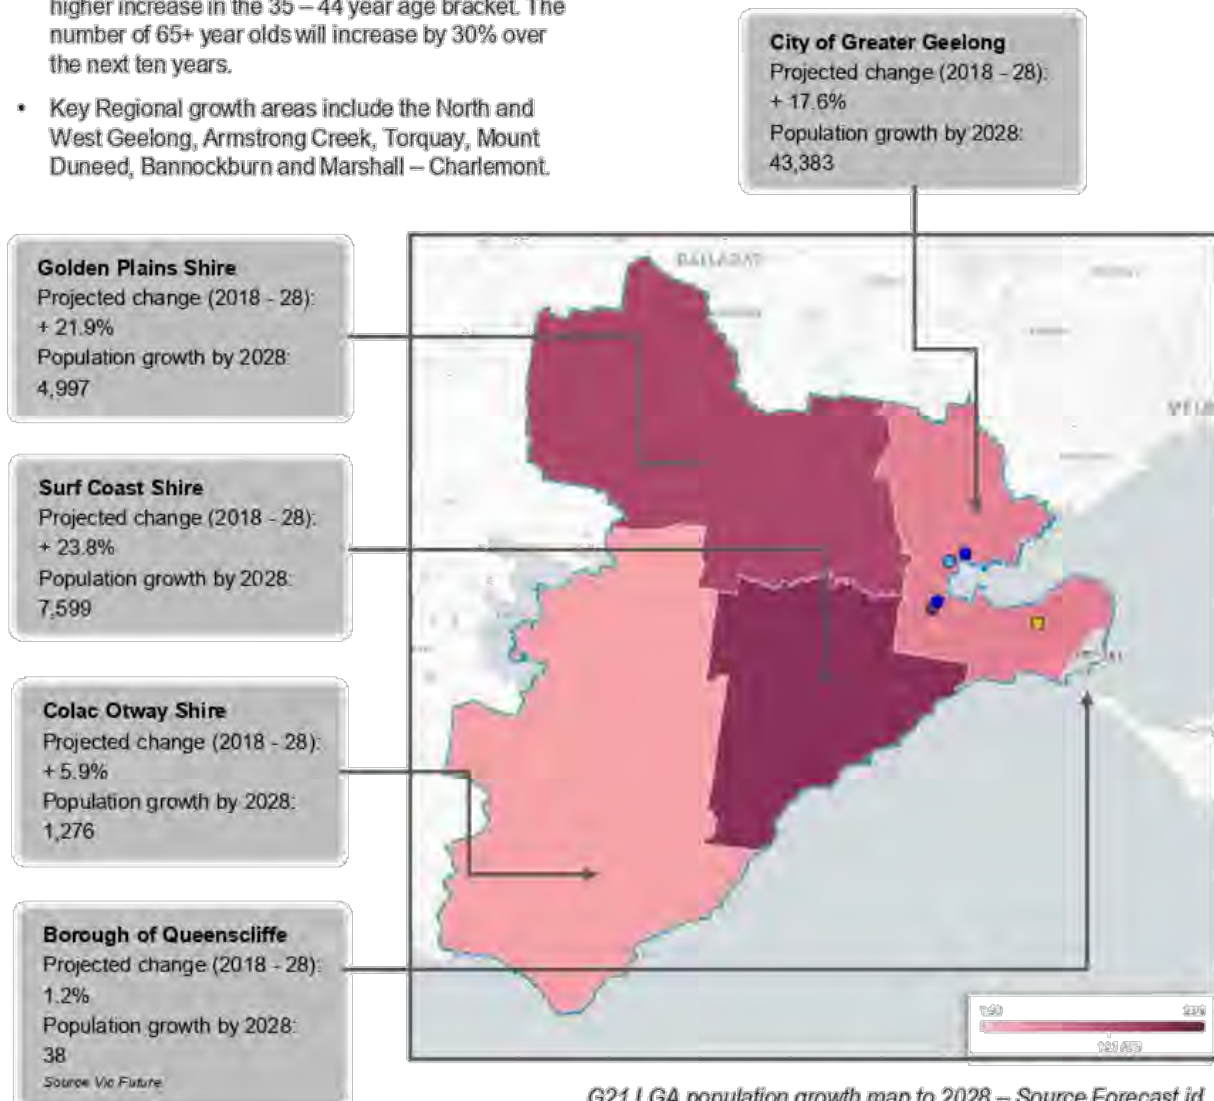 higher increase in the 35 – 44 year age bracket. The
number of 65+ year olds will increase by 30% over
the next ten years.
• Key Regional growth areas include the North and
West Geelong, Armstrong Creek, Torquay, Mount
Duneed, Bannockburn and Marshall – Charlemont.
City of Greater Geelong
Projected change (2018 - 28):
+ 17.6%
Population growth by 2028:
43,383
Golden Plains Shire
Projected change (2018 - 28):
+ 21.9%
Population growth by 2028:
4,997
Surf Coast Shire
Projected change (2018 - 28):
+ 23.8%
Population growth by 2028:
7,599
Colac Otway Shire
Projected change (2018 - 28):
+ 5.9%
Population growth by 2028:
1,276
Borough of Queenscliffe
Projected change (2018 - 28):
1.2%
Population growth by 2028:
38
Source Vic Future
BALLARAT
G21 LGA population growth map to 2028 – Source Forecast id